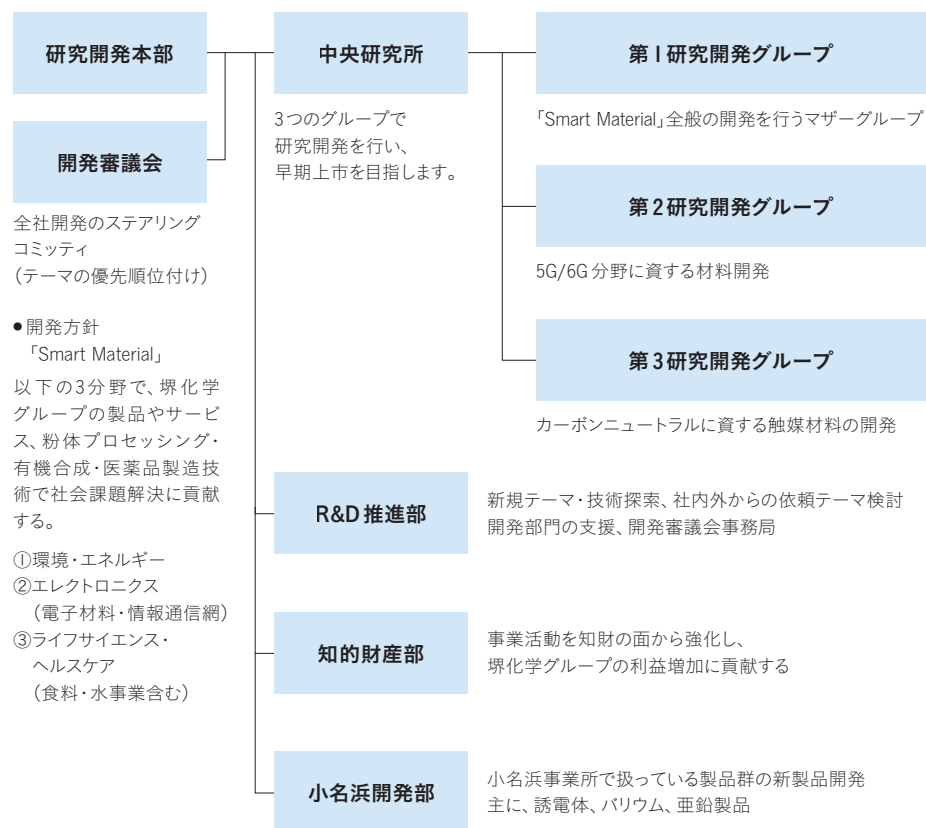 研究開発本部
開発審議会
全社開発のステアリング
コミッティ
(テーマの優先順位付け)
●開発方針
「Smart Material」
以下の3分野で、堺化学
グループの製品やサービ
ス、粉体プロセッシング・
有機合成・医薬品製造技
術で社会課題解決に貢献
する。
①環境・エネルギー
②エレクトロニクス
(電子材料・情報通信網)
③ライフサイエンス・
ヘルスケア
(食料・水事業含む)
中央研究所
3つのグループで
研究開発を行い、
早期上市を目指します。
第1研究開発グループ
「Smart Material」全般の開発を行うマザーグループ
第2研究開発グループ
5G/6G分野に資する材料開発
第3研究開発グループ
カーボンニュートラルに資する触媒材料の開発
R&D推進部
新規テーマ・技術探索、社内外からの依頼テーマ検討
開発部門の支援、開発審議会事務局
知的財産部
事業活動を知財の面から強化し、
堺化学グループの利益増加に貢献する
小名浜開発部
小名浜事業所で扱っている製品群の新製品開発
主に、誘電体、バリウム、亜鉛製品